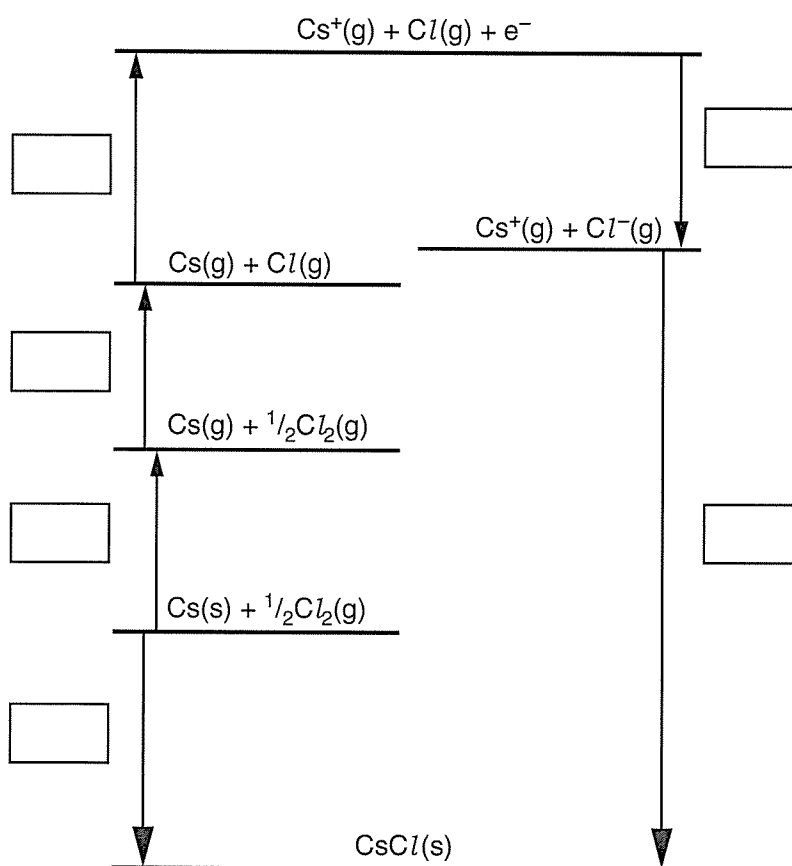 Cs⁺(g) + Cl(g) + e⁻
Cs⁺(g) + Cl⁻(g)
Cs(g) + Cl(g)
Cs(g) + ¹/₂Cl₂(g)
Cs(s) + ¹/₂Cl₂(g)
CsCl(s)